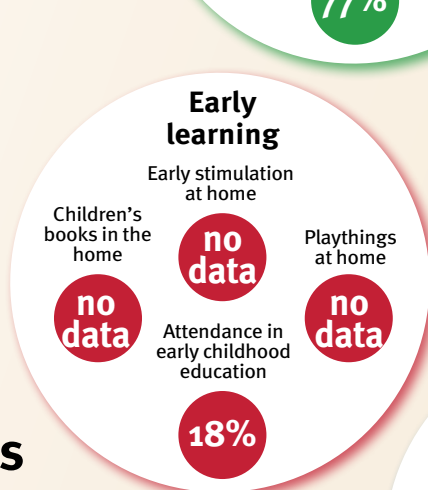 77%
Early
learning
Early stimulation
at home
no
data
Children's
books in the
home
no
data
Playthings
at home
no
data
Attendance in
early childhood
education
18%
s